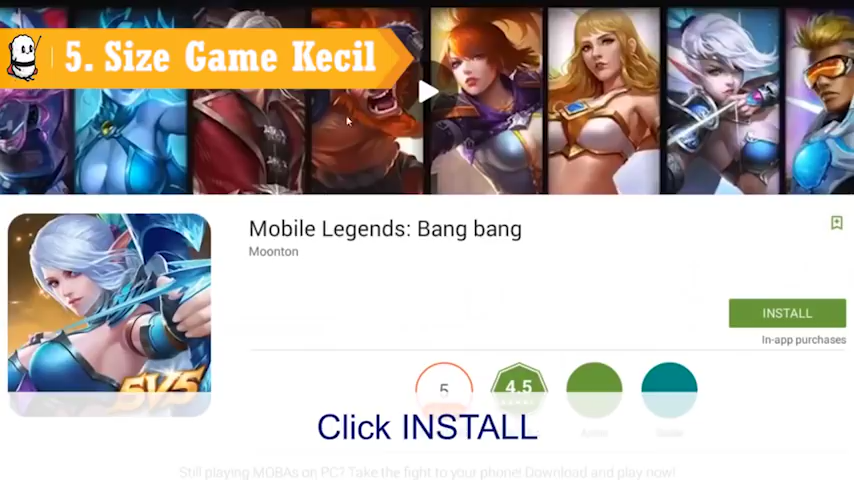 5. Size Game Kecil
Mobile Legends: Bang bang
Moonton
INSTALL
In-app purchases
5V5
5
4.5
Click INSTALL
Still playing MOBAs on PC? Take the fight to your phone! Download and play now!